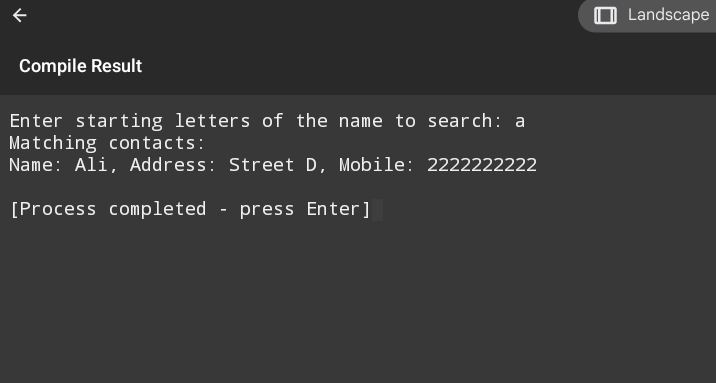 Landscape
Compile Result
Enter starting letters of the name to search: a
Matching contacts:
Name: Ali, Address: Street D, Mobile: 2222222222
[Process completed - press Enter]